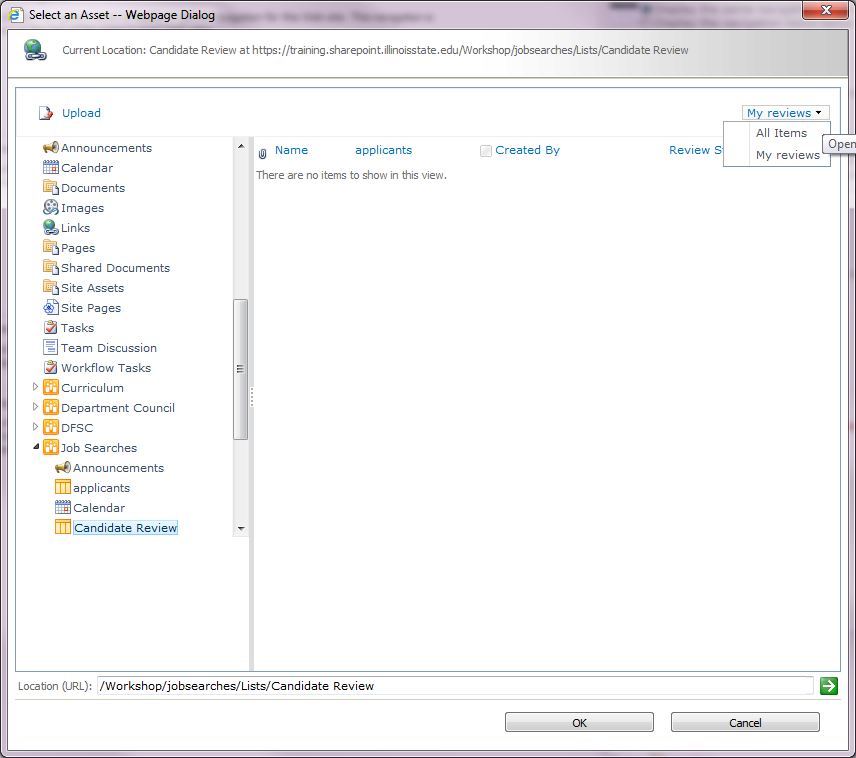 Select an Asset -- Webpage Dialog
Current Location: Candidate Review at https://training.sharepoint.illinoisstate.edu/Workshop/jobsearches/Lists/Candidate Review
Upload
My reviews
All Items
My reviews
Open
Announcements
Calendar
Documents
Images
Links
Pages
Shared Documents
Site Assets
Site Pages
Tasks
Team Discussion
Workflow Tasks
Curriculum
Department Council
DFSC
Job Searches
Announcements
applicants
Calendar
Candidate Review
Name applicants Created By Review S
There are no items to show in this view.
Location (URL): /Workshop/jobsearches/Lists/Candidate Review
OK Cancel